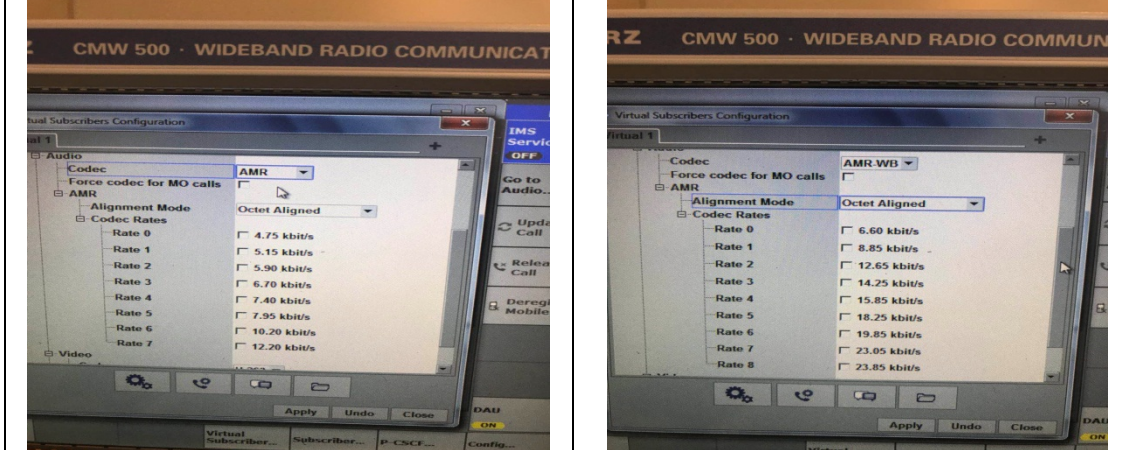 CMW 500 · WIDEBAND RADIO
Subscribers Configuration
Audio
Codec AMR
Force codec for MO calls
AMR
Alignment Mode Octet Aligned
Codec Rates
Rate 0 4.75 kbit/s
Rate 1 5.15 kbit/s
Rate 2 5.90 kbit/s
Rate 3 6.70 kbit/s
Rate 4 7.40 kbit/s
Rate 5 7.95 kbit/s
Rate 6 10.20 kbit/s
Rate 7 12.20 kbit/s
Video
Apply Undo Close
IMS
OFF
Go to
Audio...
Call
Call
Mobile
DAU
ON
Virtual
Subscriber... Subscriber... P-CSCF... Config...
CMW 500 · WIDEBAND RADIO
Virtual Subscribers Configuration
Virtual 1
Codec AMR-WB
Force codec for MO calls
AMR
Alignment Mode Octet Aligned
Codec Rates
Rate 0 6.60 kbit/s
Rate 1 8.85 kbit/s
Rate 2 12.65 kbit/s
Rate 3 14.25 kbit/s
Rate 4 15.85 kbit/s
Rate 5 18.25 kbit/s
Rate 6 19.85 kbit/s
Rate 7 23.05 kbit/s
Rate 8 23.85 kbit/s
Apply Undo Close
DAU
ON